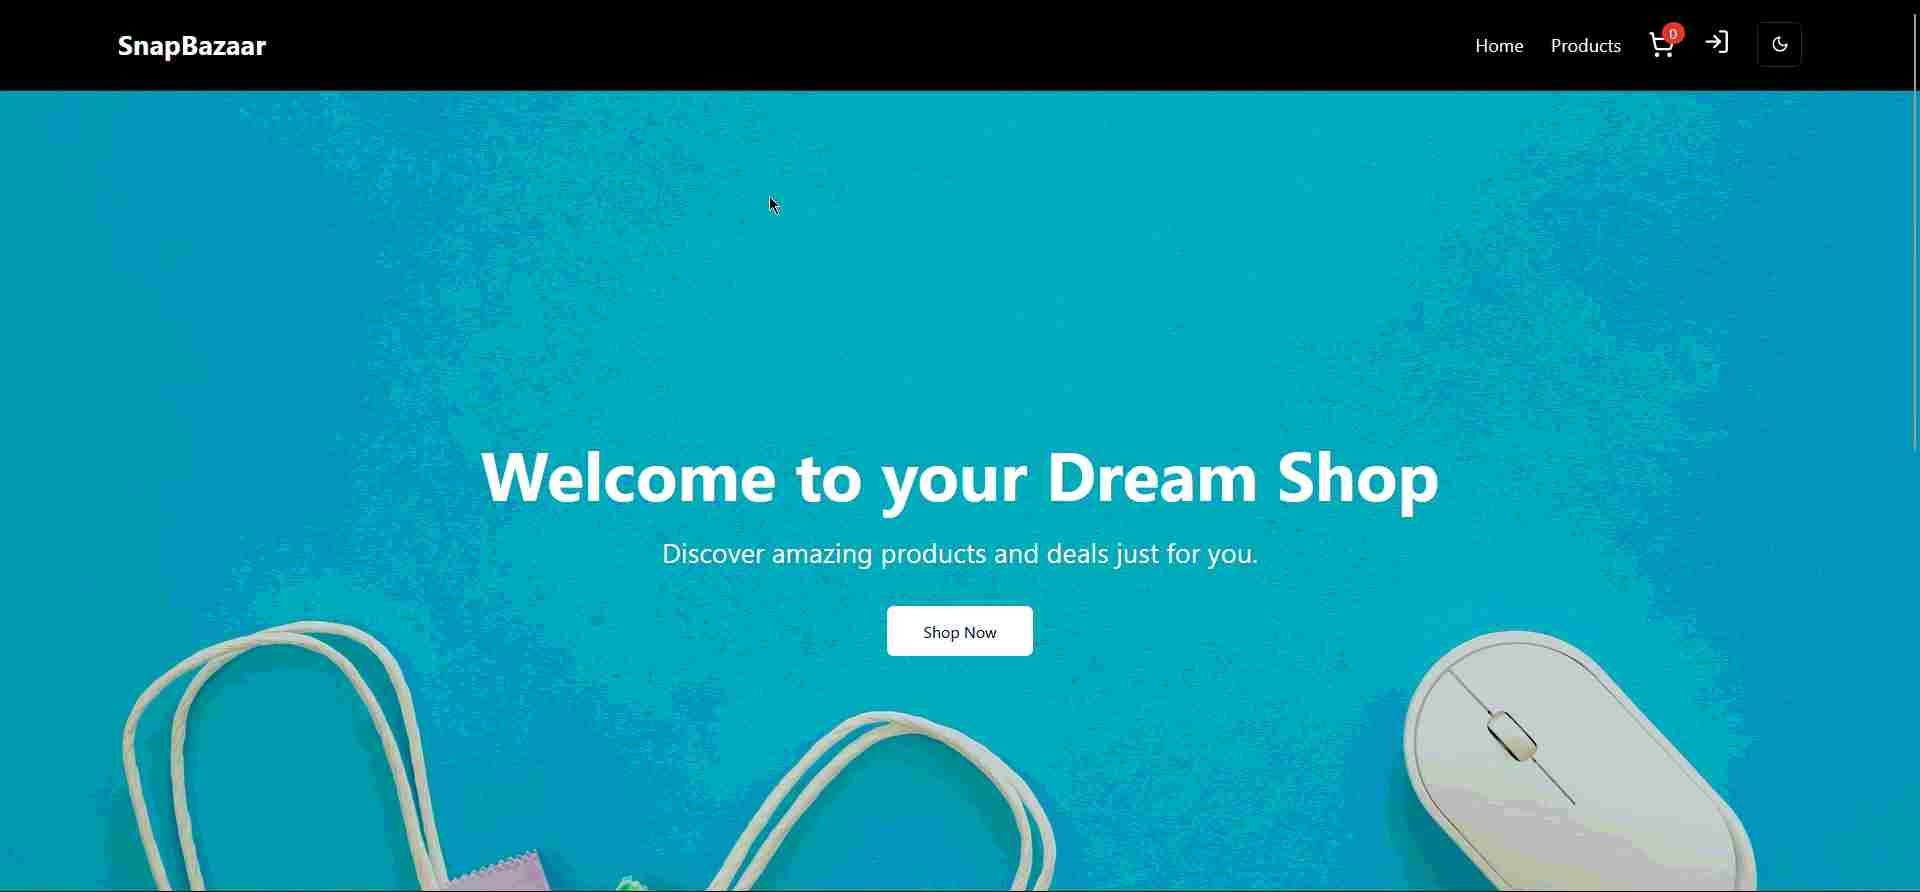 SnapBazaar
Home Products 0
Welcome to your Dream Shop
Discover amazing products and deals just for you.
Shop Now